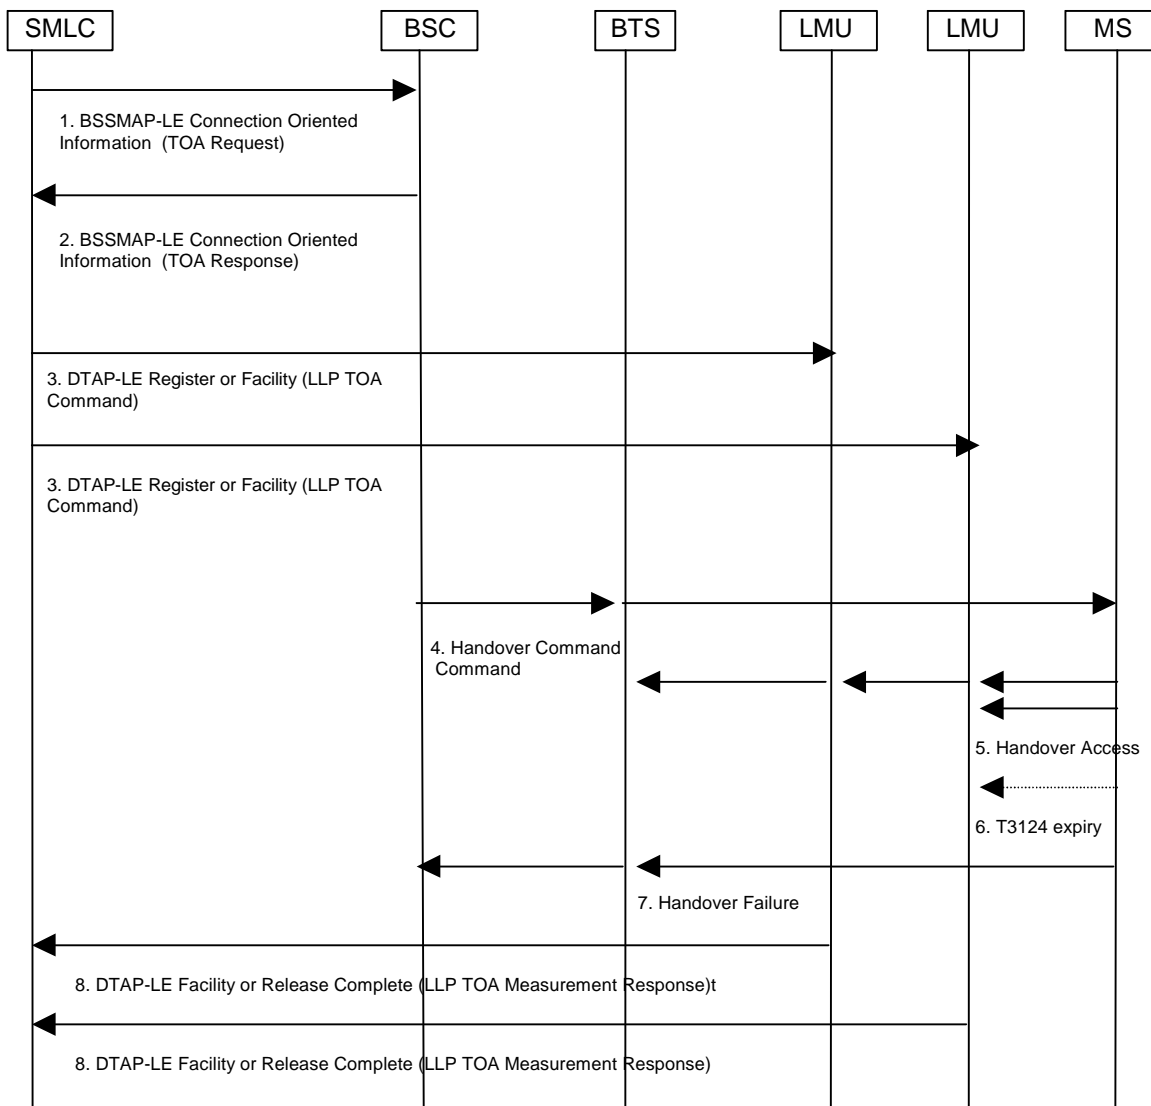 SMLC BSC BTS LMU LMU MS
1. BSSMAP-LE Connection Oriented
Information (TOA Request)
2. BSSMAP-LE Connection Oriented
Information (TOA Response)
3. DTAP-LE Register or Facility (LLP TOA
Command)
3. DTAP-LE Register or Facility (LLP TOA
Command)
4. Handover Command
Command
5. Handover Access
6. T3124 expiry
7. Handover Failure
8. DTAP-LE Facility or Release Complete (LLP TOA Measurement Response)t
8. DTAP-LE Facility or Release Complete (LLP TOA Measurement Response)